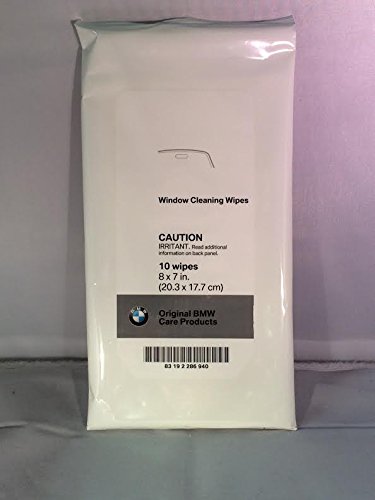 Window Cleaning Wipes
CAUTION
IRRITANT. Read additional
information on back panel.
10 wipes
8 x 7 in.
(20.3 x 17.7 cm)
BMW
Original BMW
Care Products
83 19 2 286 940